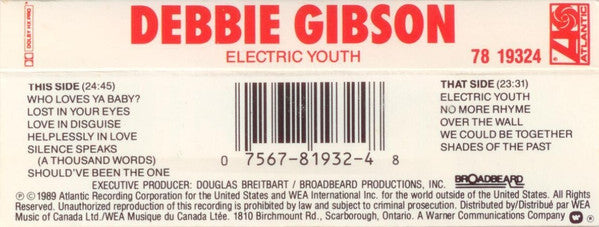 DOLBY HX PRO
DEBBIE GIBSON
ELECTRIC YOUTH
78 19324
ATLANTIC
THIS SIDE (24:45)
WHO LOVES YA BABY?
LOST IN YOUR EYES
LOVE IN DISGUISE
HELPLESSLY IN LOVE
SILENCE SPEAKS
(A THOUSAND WORDS)
SHOULD'VE BEEN THE ONE
0 7567-81932-4 8
THAT SIDE (23:31)
ELECTRIC YOUTH
NO MORE RHYME
OVER THE WALL
WE COULD BE TOGETHER
SHADES OF THE PAST
EXECUTIVE PRODUCER: DOUGLAS BREITBART / BROADBEARD PRODUCTIONS, INC. BROADBEARD
℗ © 1989 Atlantic Recording Corporation for the United States and WEA International Inc. for the world outside of the United States. All Rights
Reserved. Unauthorized reproduction of this recording is prohibited by law and subject to criminal prosecution. Distributed/Distribué par WEA
Music of Canada Ltd./WEA Musique du Canada Ltée. 1810 Birchmount Rd., Scarborough, Ontario. A Warner Communications Company